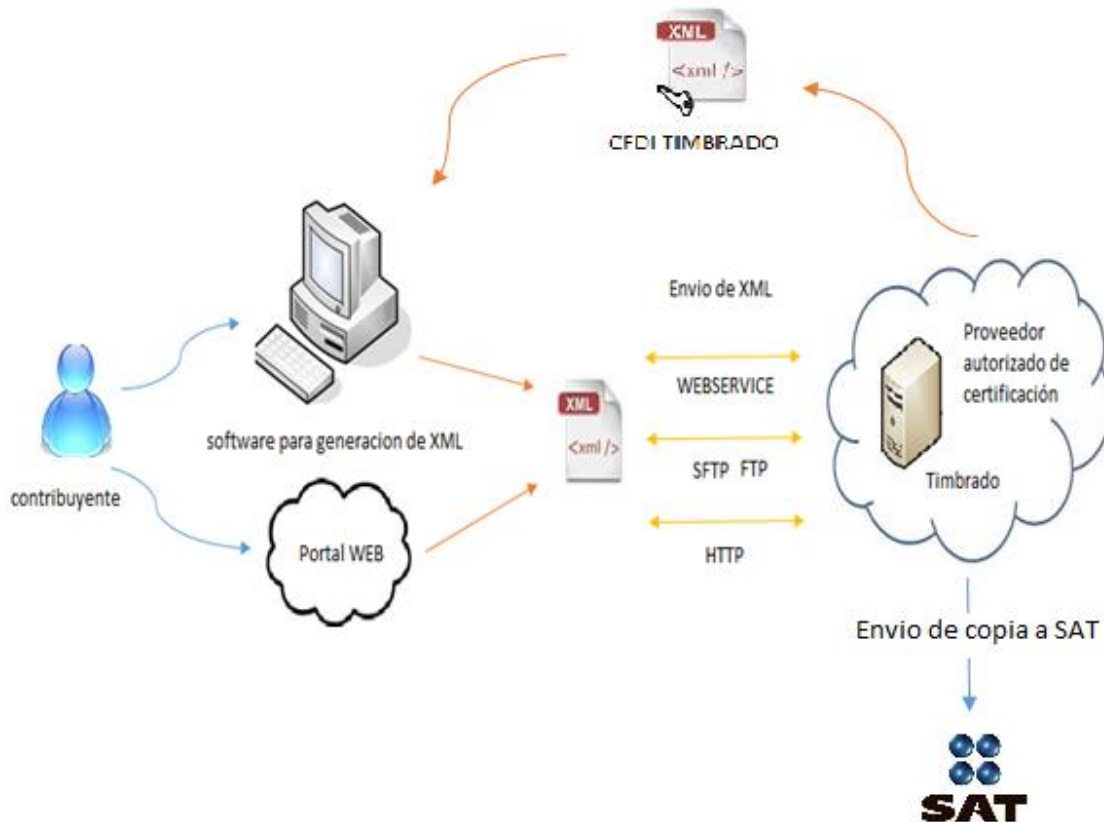 XML
<xml />
CFDI TIMBRADO
Envio de XML
WEBSERVICE
SFTP FTP
HTTP
Proveedor
autorizado de
certificación
Timbrado
software para generacion de XML
XML
<xml />
contribuyente
Portal WEB
Envio de copia a SAT
SAT